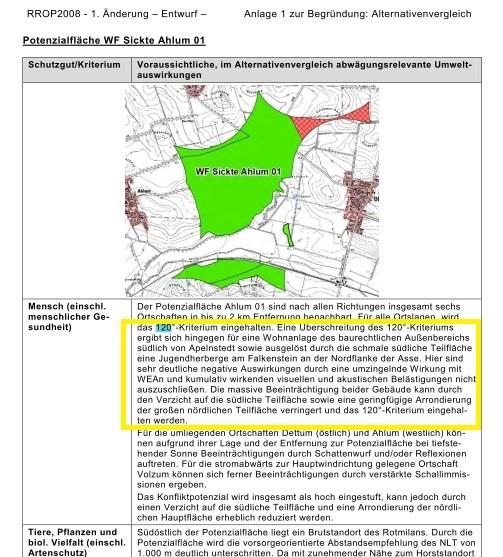 RROP2008 - 1. Änderung – Entwurf –
Anlage 1 zur Begründung: Alternativenvergleich
Potenzialfläche WF Sickte Ahlum 01
Schutzgut/Kriterium
Voraussichtliche, im Alternativenvergleich abwägungsrelevante Umwelt-
auswirkungen
WF Sickte Ahlum 01
Ahlum
Mensch (einschl.
menschlicher Ge-
sundheit)
Der Potenzialfläche Ahlum 01 sind nach allen Richtungen insgesamt sechs
Ortschaften in bis zu 2 km Entfernung benachbart. Für alle Ortslagen wird
das 120°-Kriterium eingehalten. Eine Überschreitung des 120°-Kriteriums
ergibt sich hingegen für eine Wohnanlage des baurechtlichen Außenbereichs
südlich von Apelnstedt sowie ausgelöst durch die schmale südliche Teilfläche
eine Jugendherberge am Falkenstein an der Nordflanke der Asse. Hier sind
sehr deutliche negative Auswirkungen durch eine umzingelnde Wirkung mit
WEAn und kumulativ wirkenden visuellen und akustischen Belästigungen nicht
auszuschließen. Die massive Beeinträchtigung beider Gebäude kann durch
den Verzicht auf die südliche Teilfläche sowie eine geringfügige Arrondierung
der großen nördlichen Teilfläche verringert und das 120°-Kriterium eingehal-
ten werden.
Für die umliegenden Ortschaften Dettum (östlich) und Ahlum (westlich) kön-
nen aufgrund ihrer Lage und der Entfernung zur Potenzialfläche bei tiefste-
hender Sonne Beeinträchtigungen durch Schattenwurf und/oder Reflexionen
auftreten. Für die stromabwärts zur Hauptwindrichtung gelegene Ortschaft
Volzum können sich ferner Beeinträchtigungen durch verstärkte Schallimmis-
sionen ergeben.
Das Konfliktpotenzial wird insgesamt als hoch eingestuft, kann jedoch durch
einen Verzicht auf die südliche Teilfläche und eine Arrondierung der nördli-
chen Hauptfläche erheblich reduziert werden.
Tiere, Pflanzen und
biol. Vielfalt (einschl.
Artenschutz)
Südöstlich der Potenzialfläche liegt ein Brutstandort des Rotmilans. Durch die
Potenzialfläche wird die vorsorgeorientierte Abstandsempfehlung des NLT von
1.000 m deutlich unterschritten. Da mit zunehmender Nähe zum Horststandort